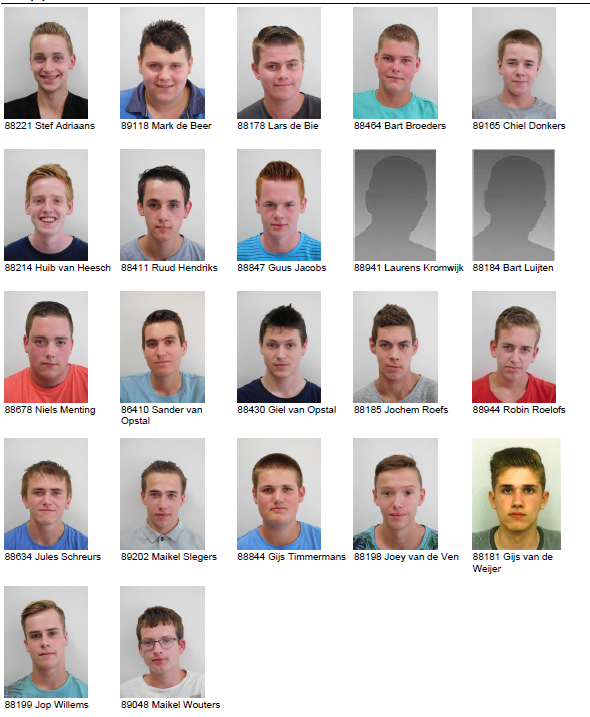 88221 Stef Adriaans
89118 Mark de Beer
88178 Lars de Bie
88464 Bart Broeders
89165 Chiel Donkers
88214 Huib van Heesch
88411 Ruud Hendriks
88847 Guus Jacobs
88941 Laurens Kromwijk
88184 Bart Luijten
88678 Niels Menting
86410 Sander van
Opstal
88430 Giel van Opstal
88185 Jochem Roefs
88944 Robin Roelofs
88634 Jules Schreurs
89202 Maikel Slegers
88844 Gijs Timmermans
88198 Joey van de Ven
88181 Gijs van de
Weijer
88199 Jop Willems
89048 Maikel Wouters